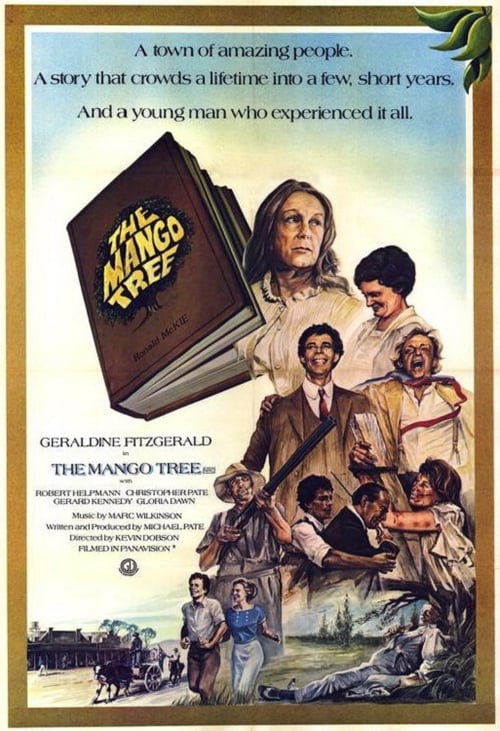 A town of amazing people.
A story that crowds a lifetime into a few, short years.
And a young man who experienced it all.
THE
MANGO
TREE
Ronald McKIE
GERALDINE FITZGERALD
in
THE MANGO TREE
with
ROBERT HELPMANN CHRISTOPHER PATE
GERARD KENNEDY GLORIA DAWN
Music by MARC WILKINSON
Written and Produced by MICHAEL PATE
Directed by KEVIN DOBSON
FILMED IN PANAVISION ®